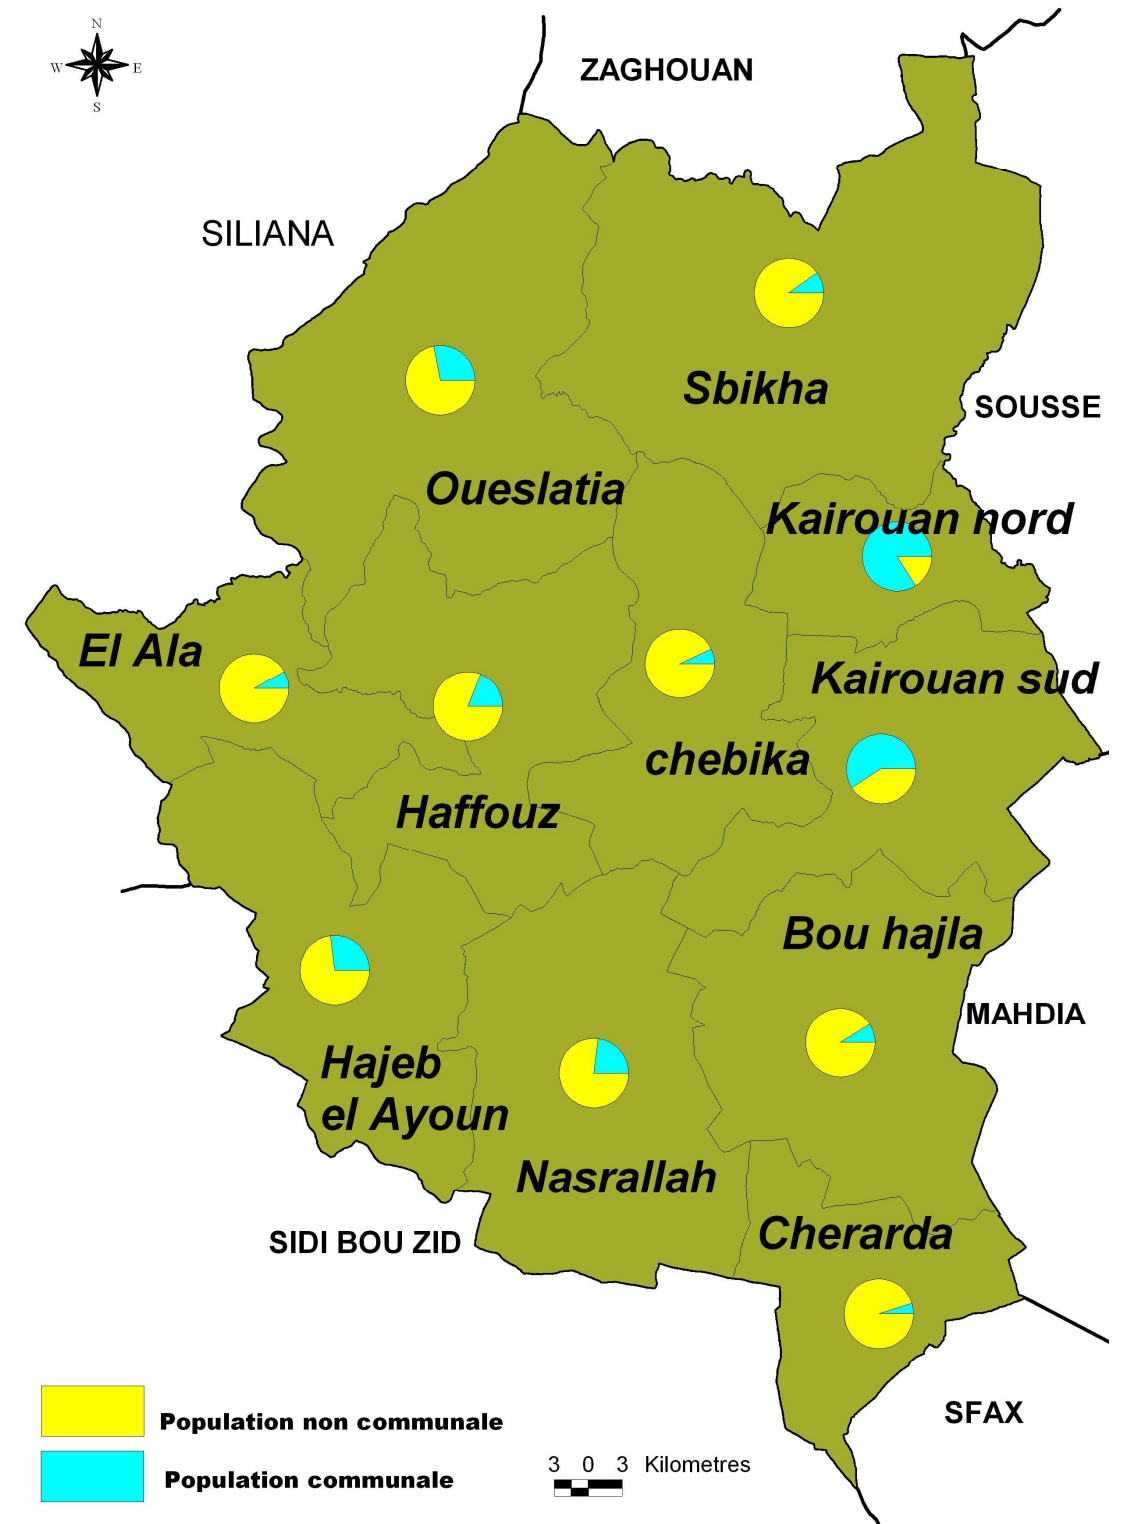 N
W E
S
ZAGHOUAN
SILIANA
Sbikha
SOUSSE
Oueslatia
Kairouan nord
El Ala
Kairouan sud
chebika
Haffouz
Bou hajla
MAHDIA
Hajeb
el Ayoun
Nasrallah
Cherarda
SIDI BOU ZID
SFAX
Population non communale
3 0 3 Kilometres
Population communale